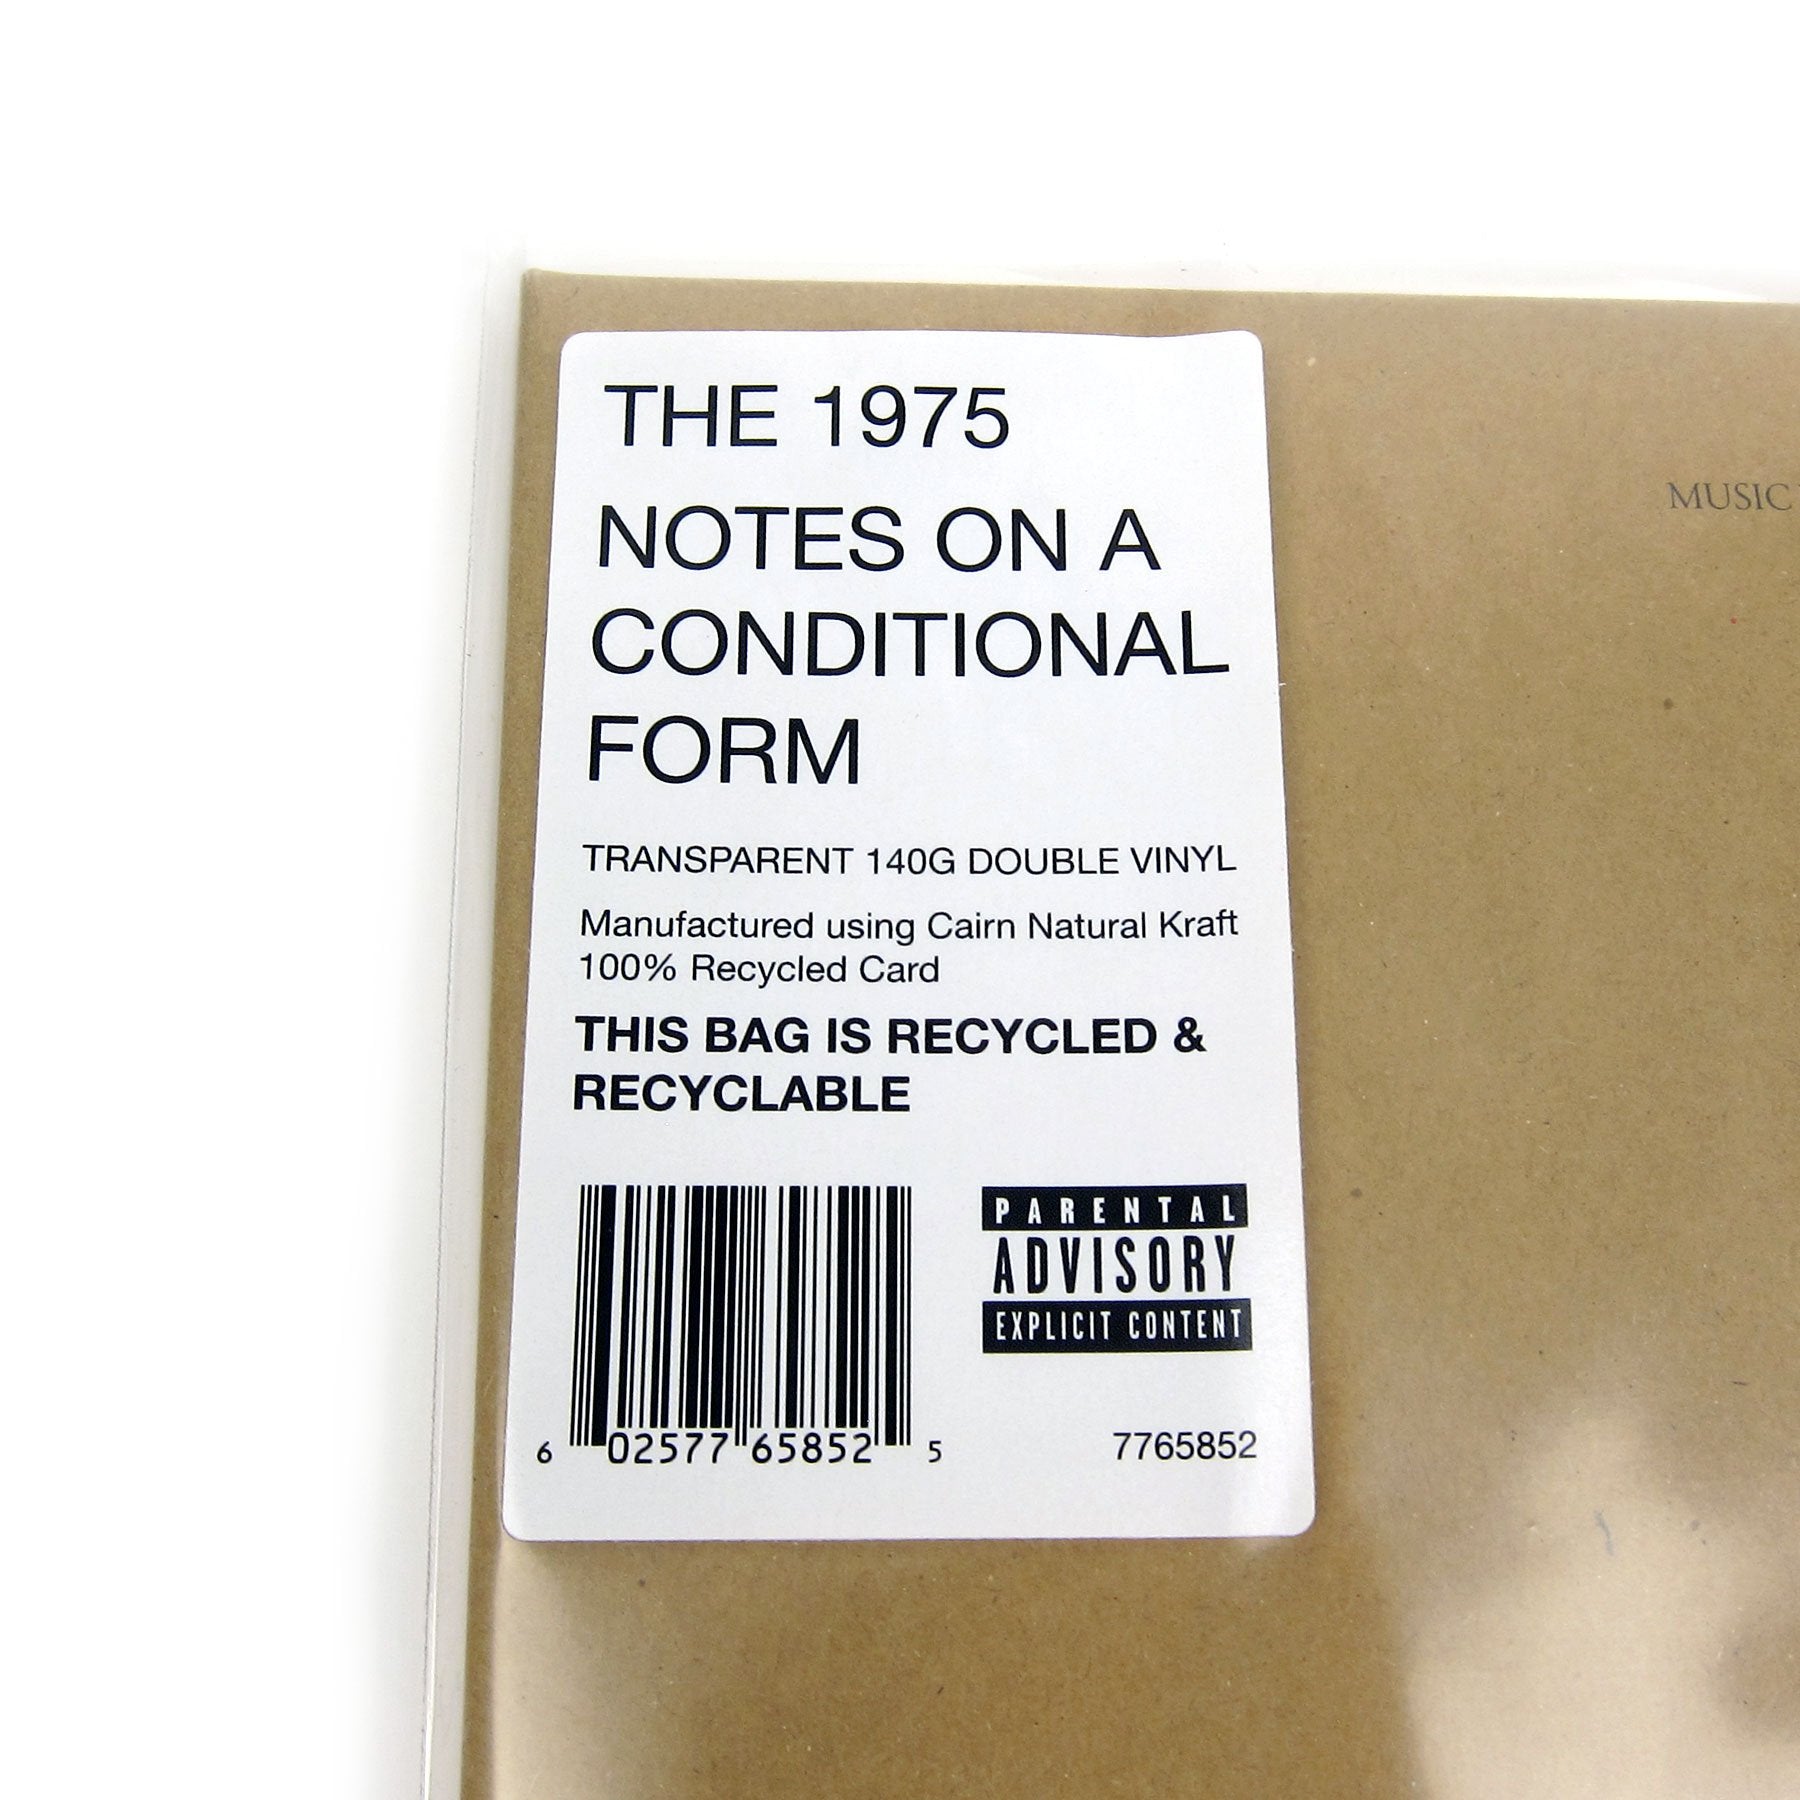 THE 1975
NOTES ON A
CONDITIONAL
FORM
TRANSPARENT 140G DOUBLE VINYL
Manufactured using Cairn Natural Kraft
100% Recycled Card
THIS BAG IS RECYCLED &
RECYCLABLE
PARENTAL
ADVISORY
EXPLICIT CONTENT
6 02577 65852 5
7765852
MUSIC